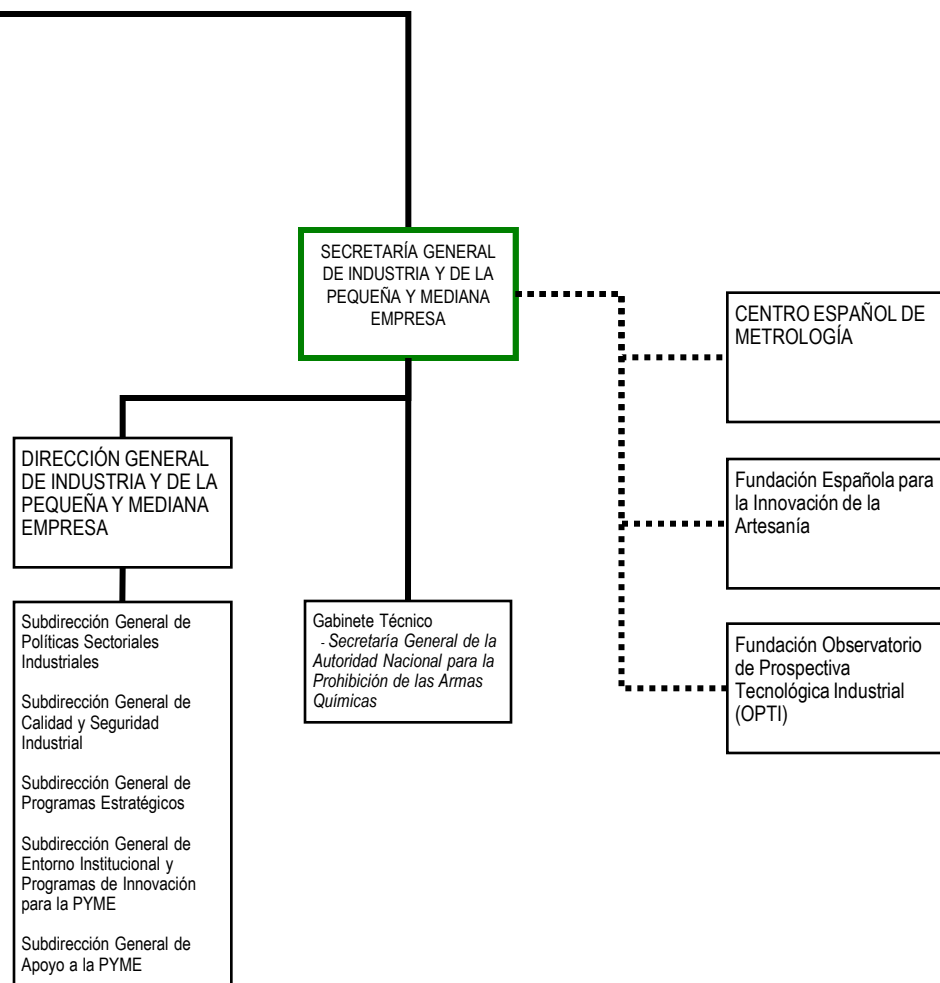 SECRETARÍA GENERAL
DE INDUSTRIA Y DE LA
PEQUEÑA Y MEDIANA
EMPRESA
CENTRO ESPAÑOL DE
METROLOGÍA
DIRECCIÓN GENERAL
DE INDUSTRIA Y DE LA
PEQUEÑA Y MEDIANA
EMPRESA
Fundación Española para
la Innovación de la
Artesanía
Subdirección General de
Políticas Sectoriales
Industriales
Subdirección General de
Calidad y Seguridad
Industrial
Subdirección General de
Programas Estratégicos
Subdirección General de
Entorno Institucional y
Programas de Innovación
para la PYME
Subdirección General de
Apoyo a la PYME
Gabinete Técnico
- Secretaría General de la
Autoridad Nacional para la
Prohibición de las Armas
Químicas
Fundación Observatorio
de Prospectiva
Tecnológica Industrial
(OPTI)